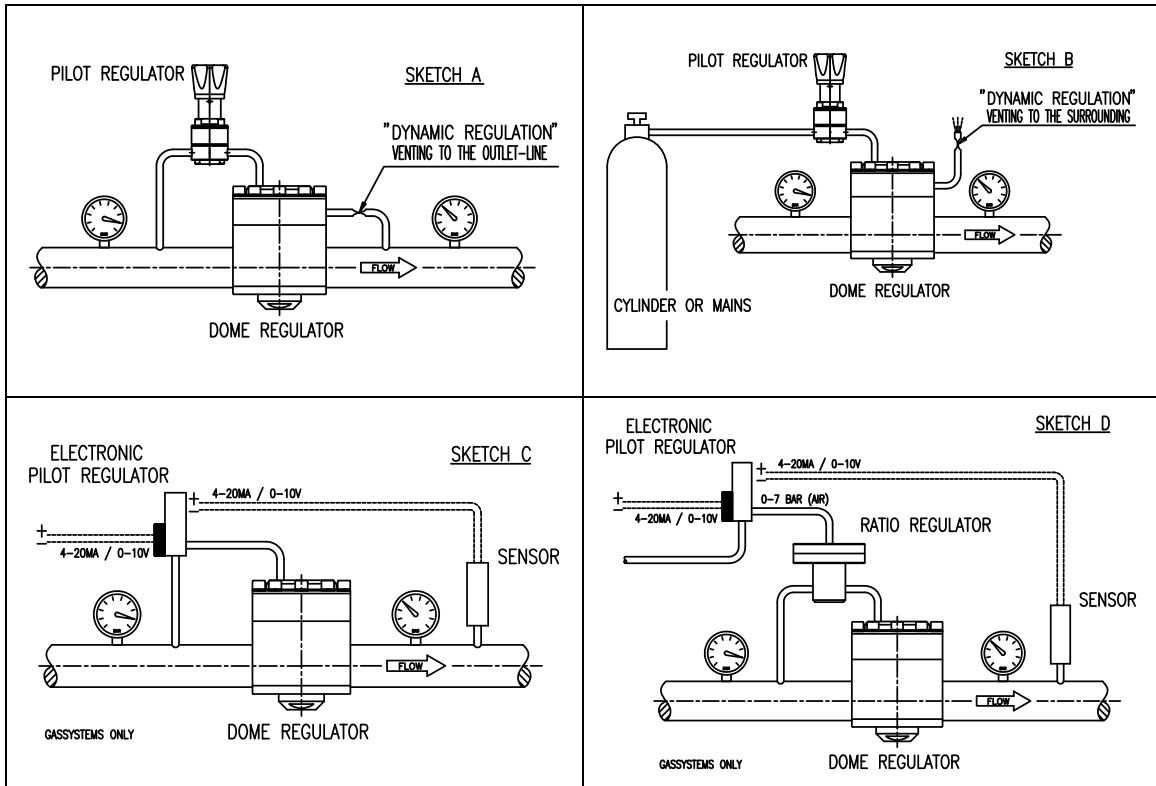 PILOT REGULATOR
SKETCH A
"DYNAMIC REGULATION"
VENTING TO THE OUTLET-LINE
FLOW
DOME REGULATOR
PILOT REGULATOR
SKETCH B
"DYNAMIC REGULATION"
VENTING TO THE SURROUNDING
FLOW
DOME REGULATOR
CYLINDER OR MAINS
ELECTRONIC
PILOT REGULATOR
SKETCH C
+ 4-20MA / 0-10V
-
+
-
4-20MA / 0-10V
SENSOR
FLOW
DOME REGULATOR
GASSYSTEMS ONLY
ELECTRONIC
PILOT REGULATOR
SKETCH D
+ 4-20MA / 0-10V
-
+
-
4-20MA / 0-10V
0-7 BAR (AIR)
RATIO REGULATOR
SENSOR
FLOW
DOME REGULATOR
GASSYSTEMS ONLY